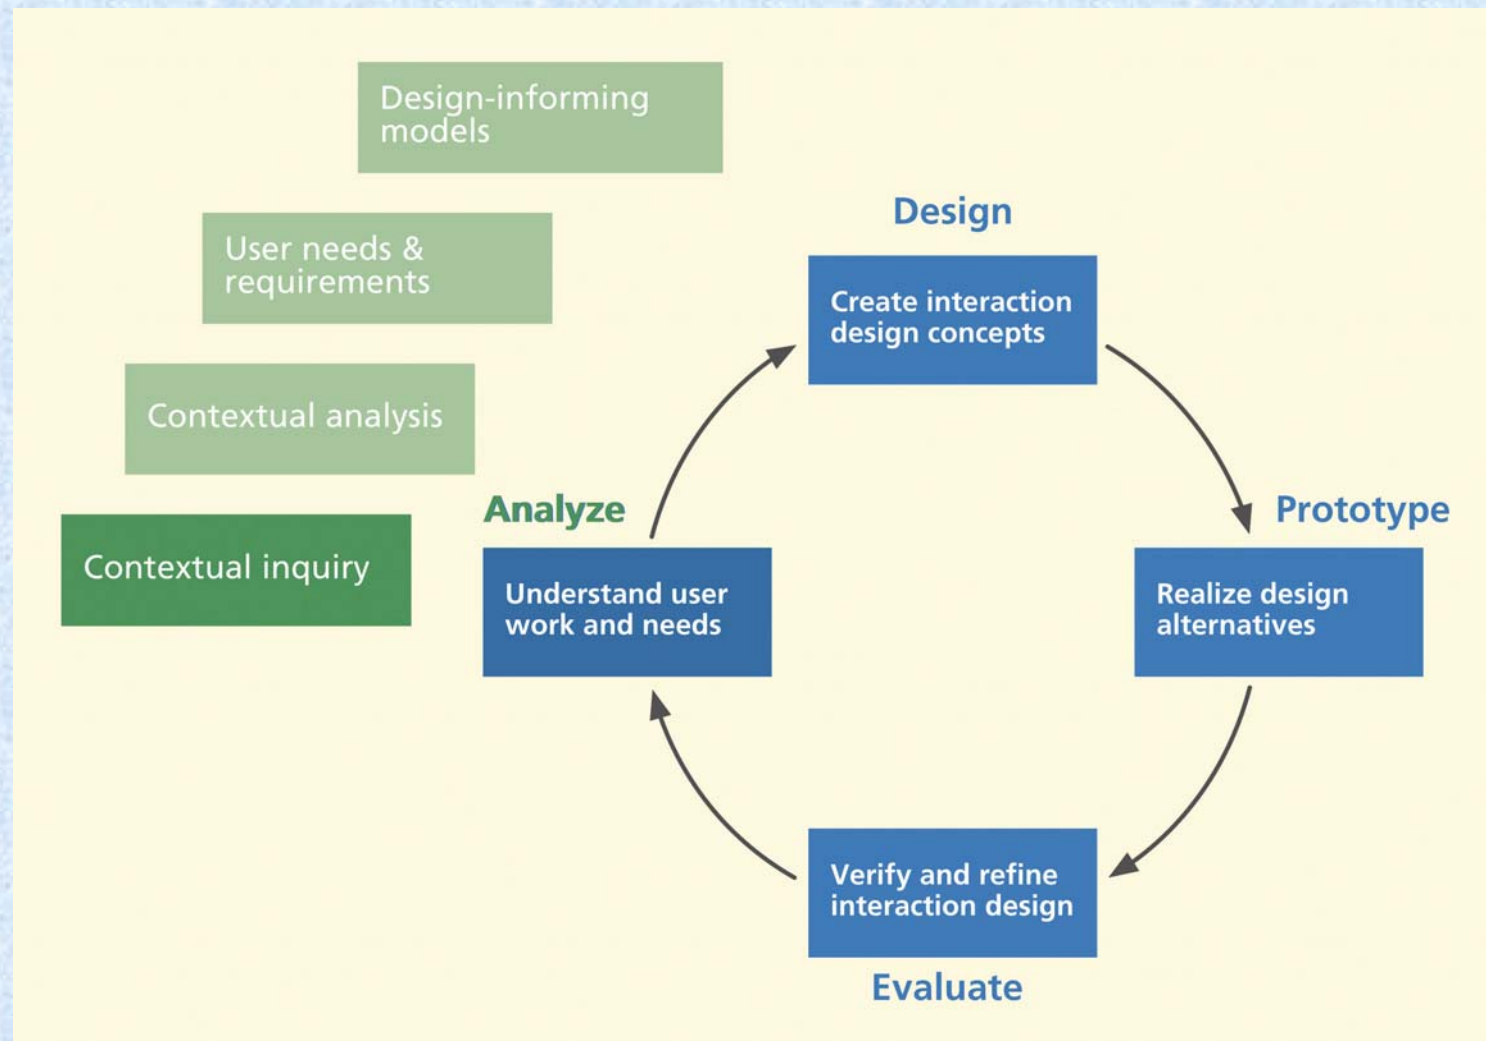 Design-informing
models
User needs &
requirements
Contextual analysis
Contextual inquiry
Analyze
Understand user
work and needs
Design
Create interaction
design concepts
Prototype
Realize design
alternatives
Verify and refine
interaction design
Evaluate